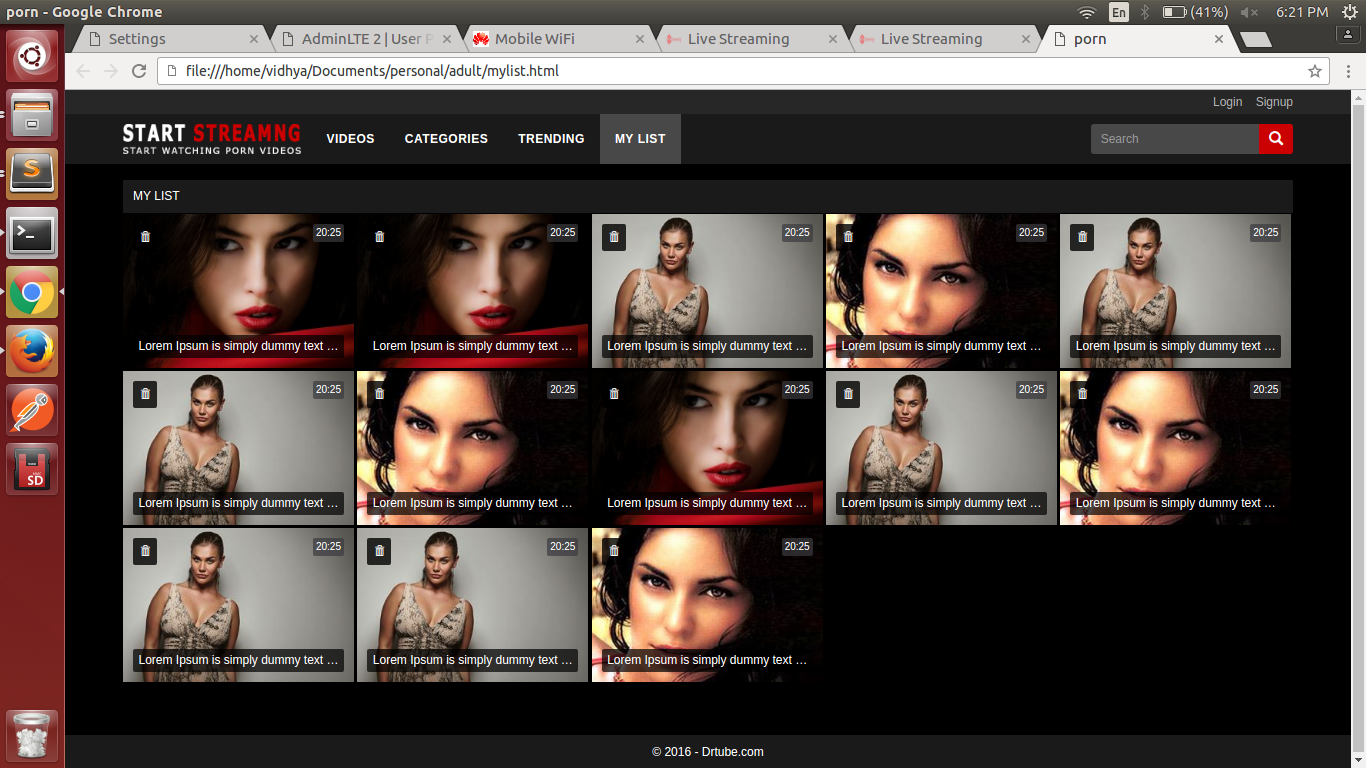 porn - Google Chrome
En
(41%)
6:21 PM
Settings
AdminLTE 2 | User P
Mobile WiFi
Live Streaming
Live Streaming
porn
file:///home/vidhya/Documents/personal/adult/mylist.html
Login Signup
START STREAMNG
START WATCHING PORN VIDEOS
VIDEOS CATEGORIES TRENDING MY LIST
Search
MY LIST
20:25 20:25 20:25 20:25 20:25
Lorem Ipsum is simply dummy text ... Lorem Ipsum is simply dummy text ... Lorem Ipsum is simply dummy text ... Lorem Ipsum is simply dummy text ... Lorem Ipsum is simply dummy text ...
20:25 20:25 20:25 20:25 20:25
Lorem Ipsum is simply dummy text ... Lorem Ipsum is simply dummy text ... Lorem Ipsum is simply dummy text ... Lorem Ipsum is simply dummy text ... Lorem Ipsum is simply dummy text ...
20:25 20:25 20:25
Lorem Ipsum is simply dummy text ... Lorem Ipsum is simply dummy text ... Lorem Ipsum is simply dummy text ...
SD
© 2016 - Drtube.com